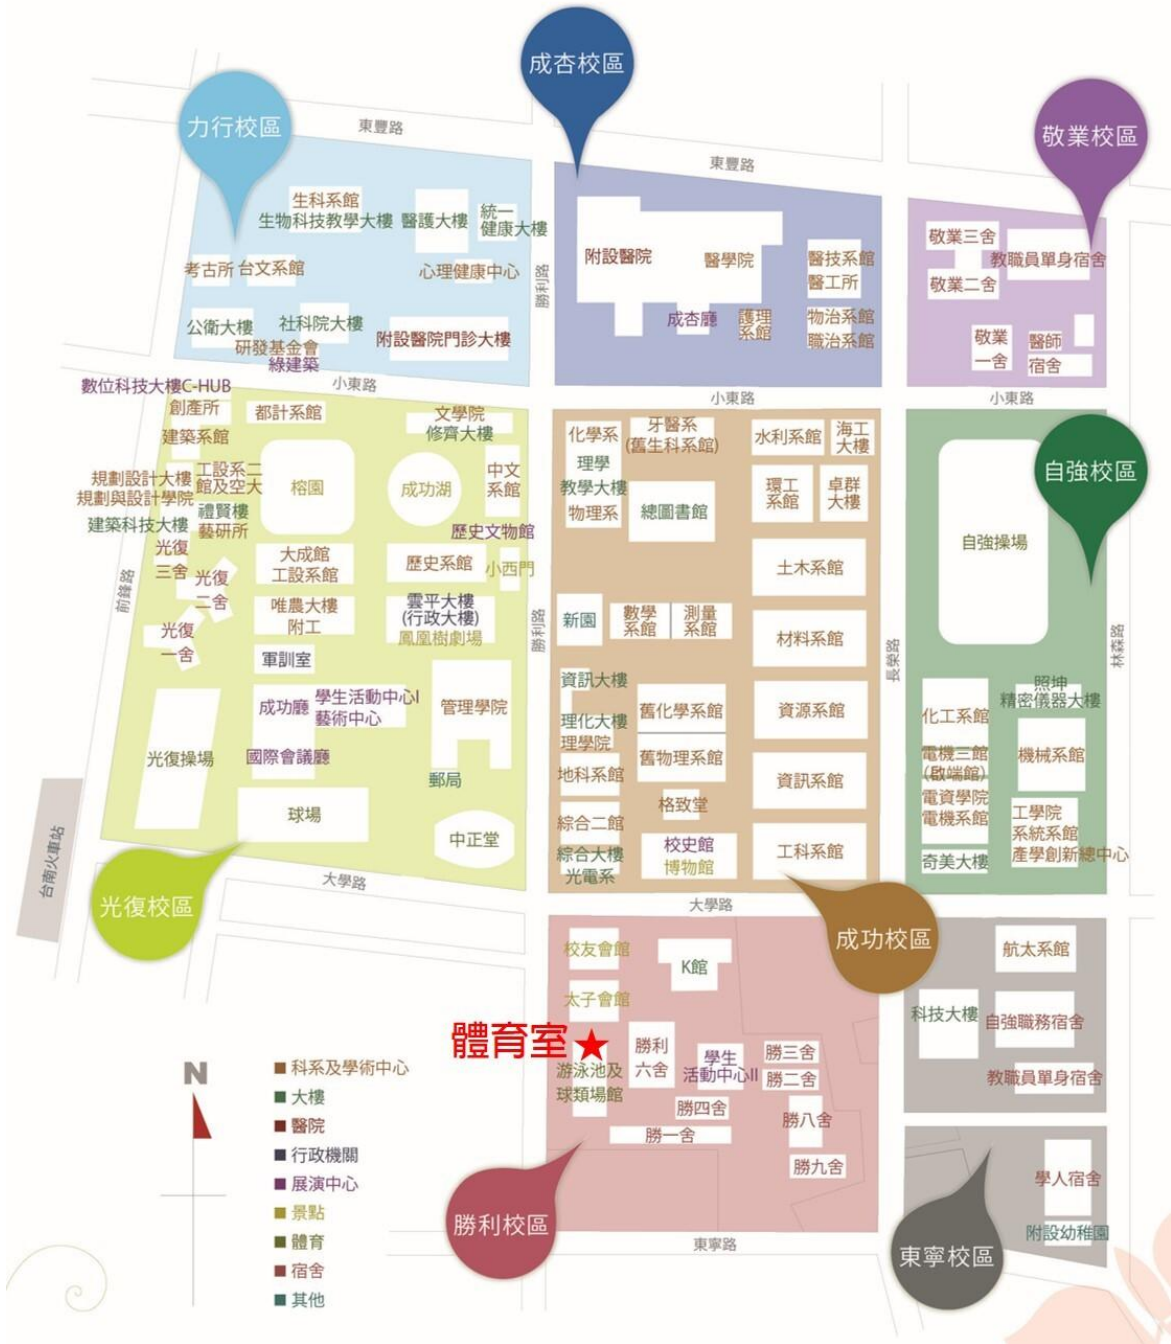 成杏校區
力行校區
敬業校區
東豐路
東豐路
生科系館
生物科技教學大樓
醫護大樓
統一
健康大樓
考古所
台文系館
心理健康中心
公衛大樓
社科院大樓
研發基金會
綠建築
附設醫院門診大樓
勝利路
附設醫院
醫學院
成杏廳
護理
系館
醫技系館
醫工所
物治系館
職治系館
敬業三舍
教職員單身宿舍
敬業二舍
敬業
一舍
醫師
宿舍
小東路
小東路
小東路
數位科技大樓C-HUB
創產所
建築系館
都計系館
文學院
修齊大樓
規劃設計大樓
規劃與設計學院
工設系二
館及空大
榕園
成功湖
中文
系館
建築科技大樓
禮賢樓
藝研所
歷史文物館
光復
三舍
大成館
工設系館
歷史系館
小西門
光復
二舍
唯農大樓
附工
雲平大樓
(行政大樓)
鳳凰樹劇場
光復
一舍
軍訓室
前鋒路
勝利路
成功廳
學生活動中心I
藝術中心
管理學院
光復操場
國際會議廳
郵局
球場
中正堂
台南火車站
光復校區
大學路
化學系
理學
教學大樓
物理系
牙醫系
(舊生科系館)
總圖書館
水利系館
海工
大樓
環工
系館
卓群
大樓
土木系館
新園
數學
系館
測量
系館
材料系館
資訊大樓
理化大樓
理學院
舊化學系館
資源系館
地科系館
舊物理系館
資訊系館
格致堂
綜合二館
綜合大樓
光電系
校史館
博物館
工科系館
長榮路
自強校區
自強操場
林森路
照坤
精密儀器大樓
化工系館
電機三館
(啟端館)
機械系館
電資學院
電機系館
工學院
系統系館
產學創新總中心
奇美大樓
大學路
成功校區
校友會館
K館
太子會館
體育室★
游泳池及
球類場館
勝利
六舍
學生
活動中心II
勝三舍
勝二舍
勝四舍
勝一舍
勝八舍
勝九舍
勝利校區
東寧路
航太系館
科技大樓
自強職務宿舍
教職員單身宿舍
學人宿舍
附設幼稚園
東寧校區
N
科系及學術中心
大樓
醫院
行政機關
展演中心
景點
體育
宿舍
其他